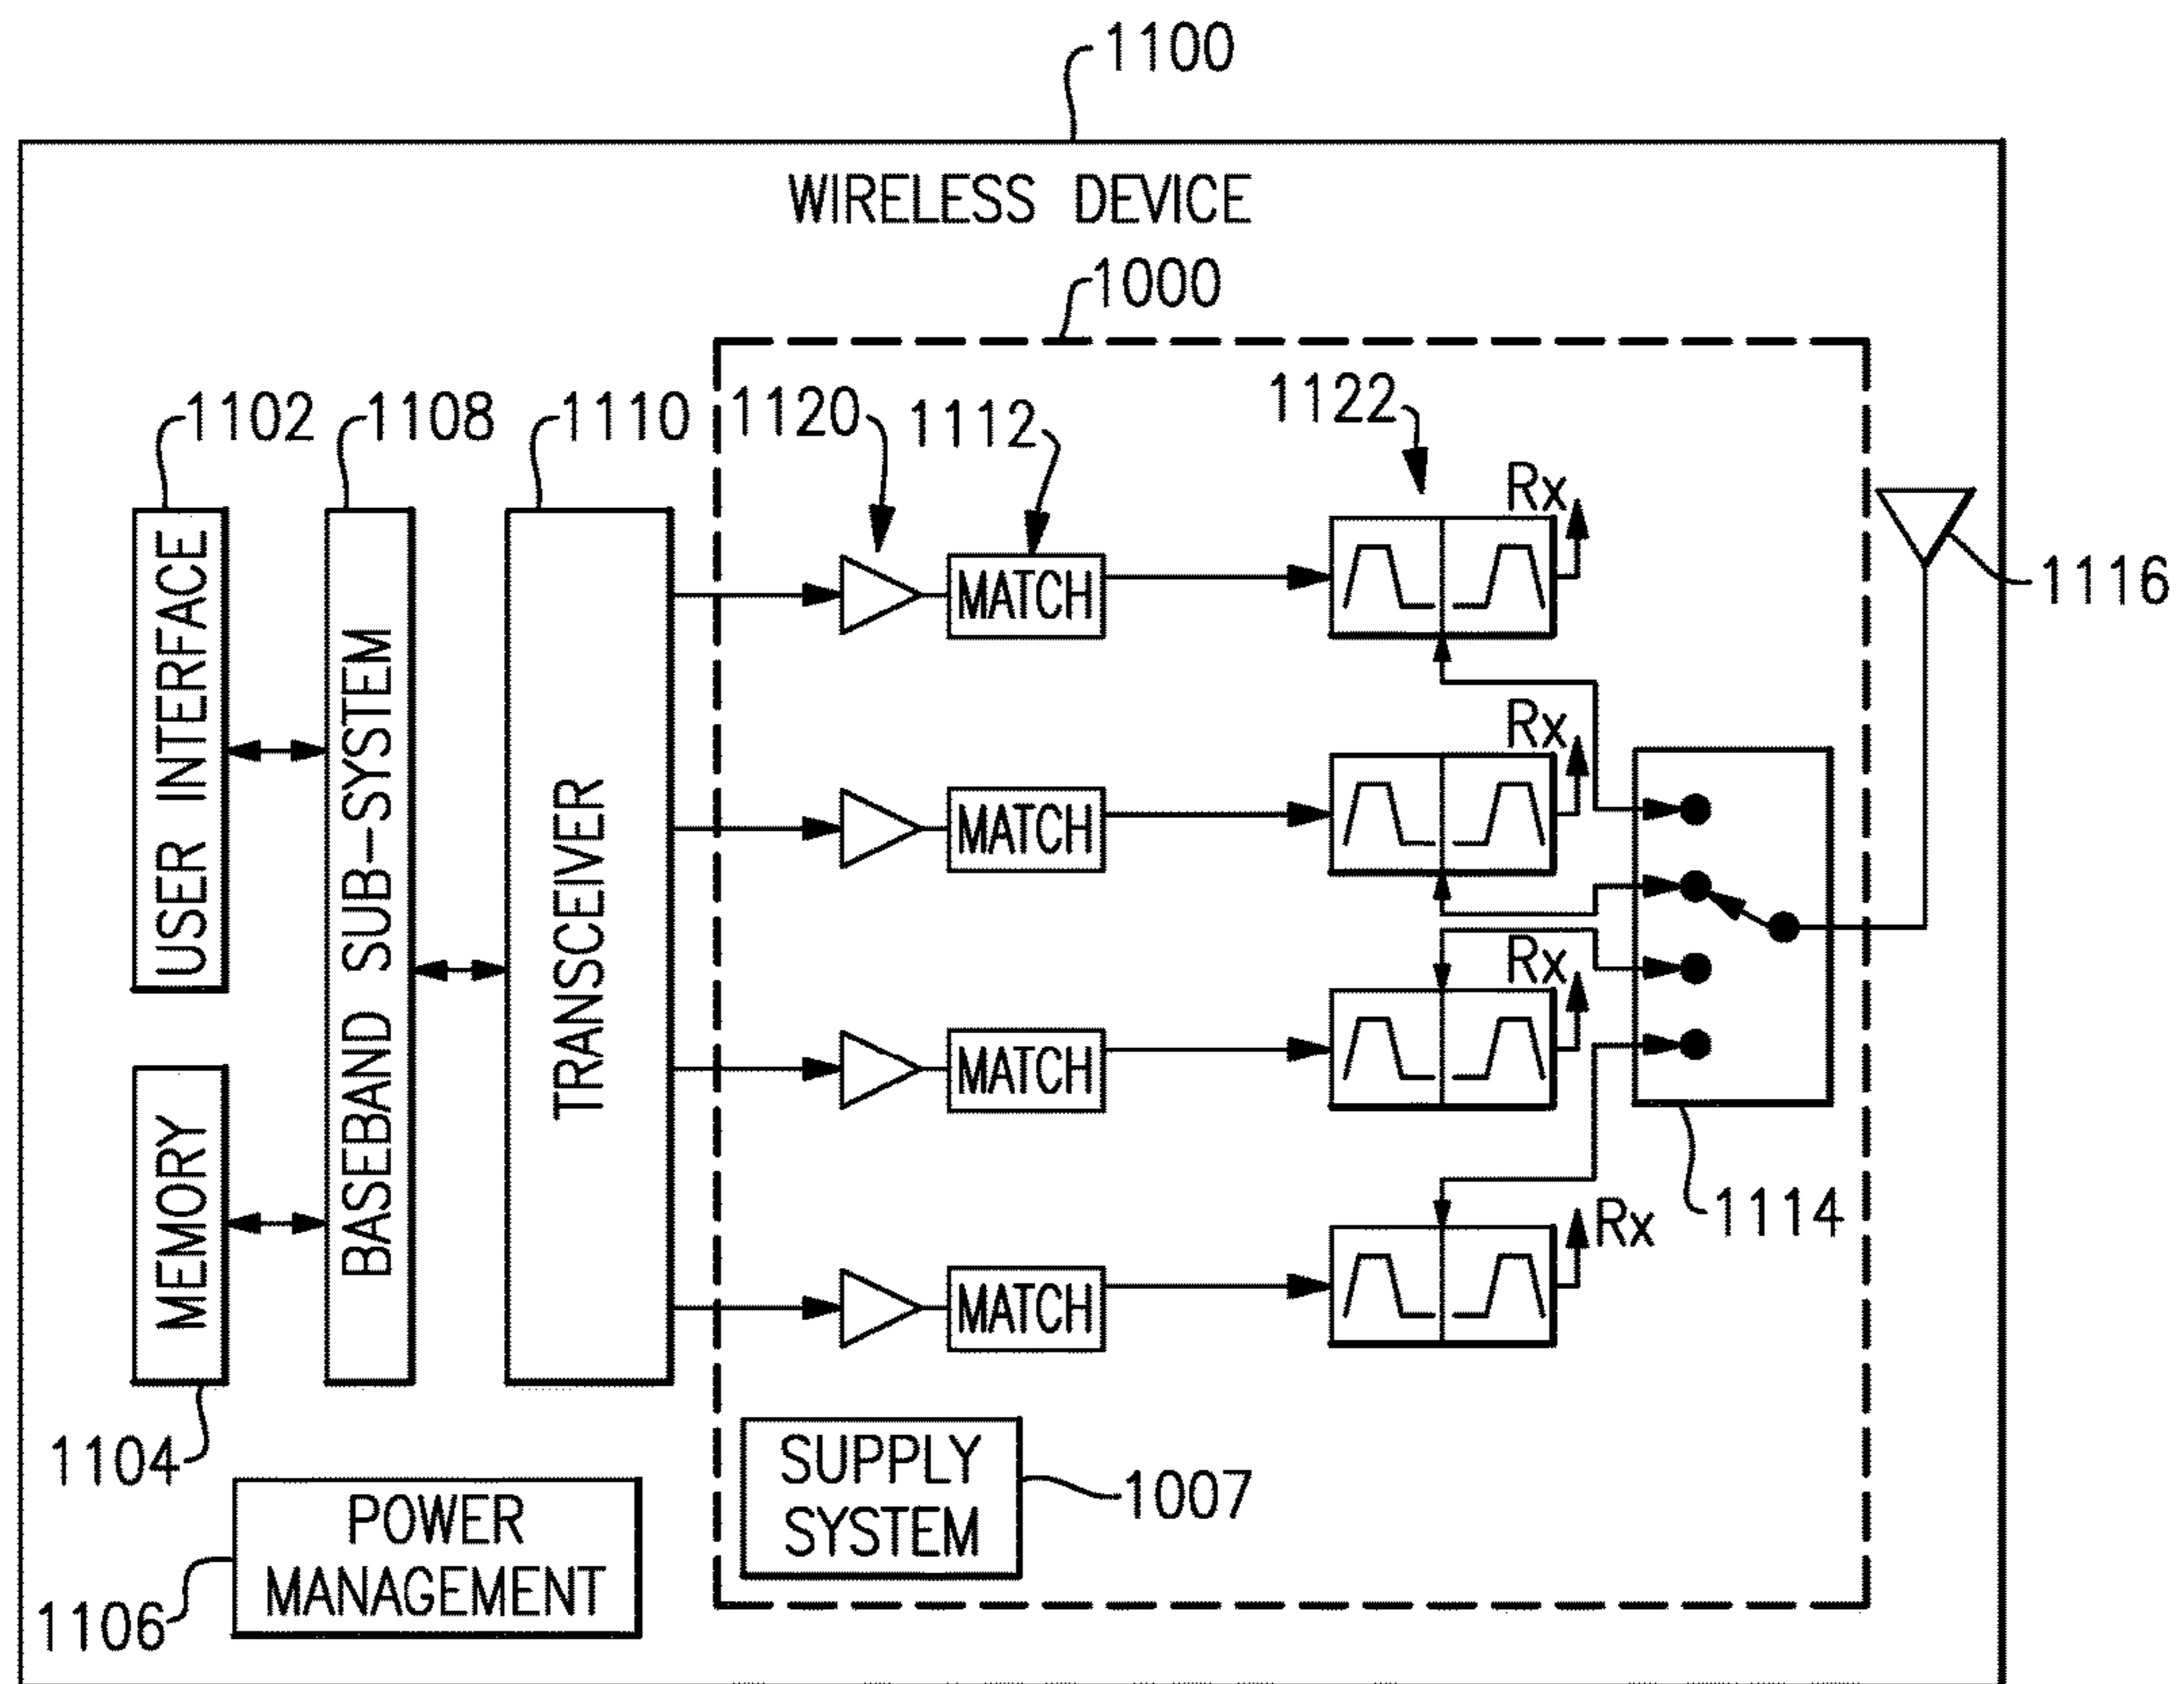 1100
WIRELESS DEVICE
1000
1102
1108
1110
1120
1112
1122
Rx
1116
USER INTERFACE
BASEBAND SUB-SYSTEM
TRANSCEIVER
MATCH
Rx
MATCH
Rx
MATCH
MEMORY
1114
Rx
MATCH
1104
SUPPLY
SYSTEM
1007
POWER
MANAGEMENT
1106